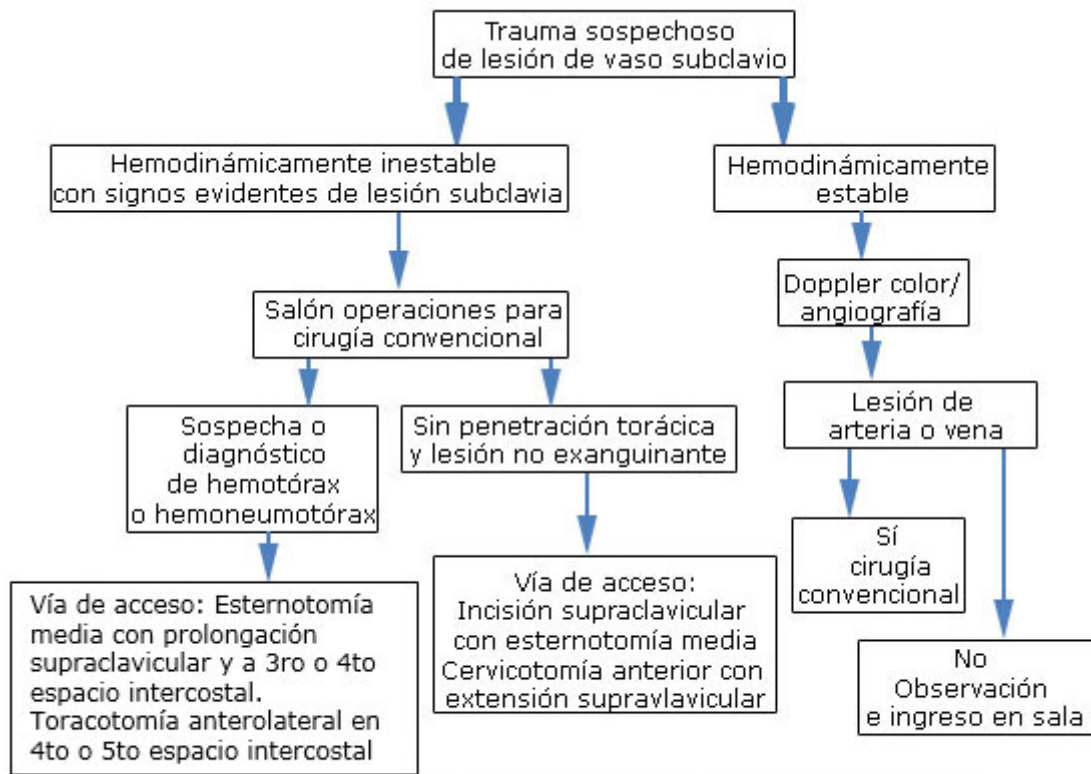 Trauma sospechoso
de lesión de vaso subclavio
Hemodinámicamente inestable
con signos evidentes de lesión subclavia
Hemodinámicamente
estable
Doppler color/
angiografía
Salón operaciones para
cirugía convencional
Lesión de
arteria o vena
Sospecha o
diagnóstico
de hemotórax
o hemoneumotórax
Sin penetración torácica
y lesión no exanguinante
Sí
cirugía
convencional
Vía de acceso: Esternotomía
media con prolongación
supraclavicular y a 3ro o 4to
espacio intercostal.
Toracotomía anterolateral en
4to o 5to espacio intercostal
Vía de acceso:
Incisión supraclavicular
con esternotomía media
Cervicotomía anterior con
extensión supravlavicular
No
Observación
e ingreso en sala